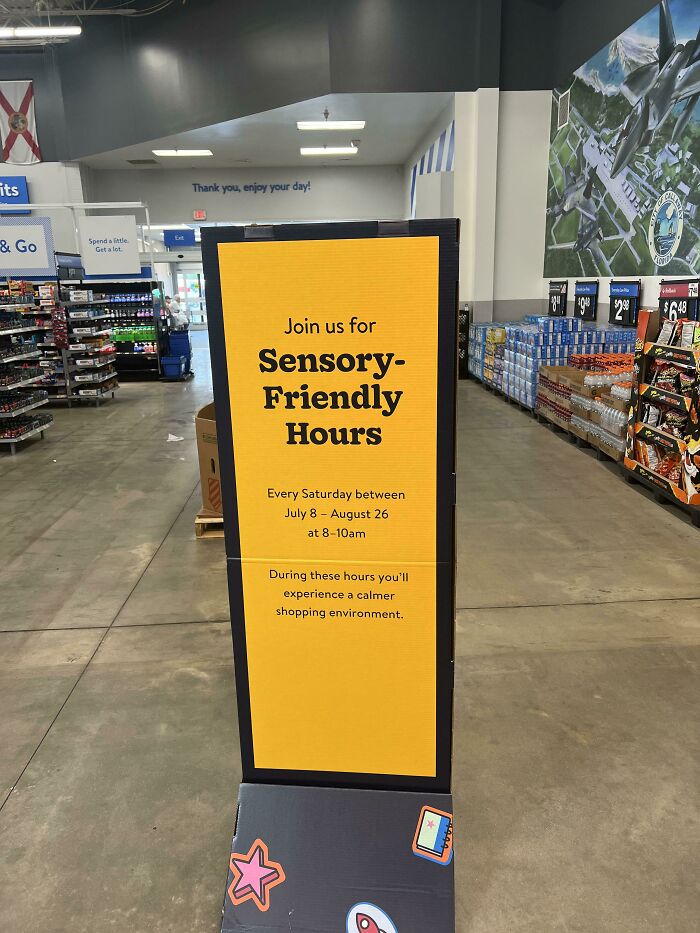 Thank you, enjoy your day!
its
& Go
Spend a little.
Get a lot.
Exit
$2 98
$6 48
Join us for
Sensory-
Friendly
Hours
Every Saturday between
July 8 – August 26
at 8–10am
During these hours you'll
experience a calmer
shopping environment.